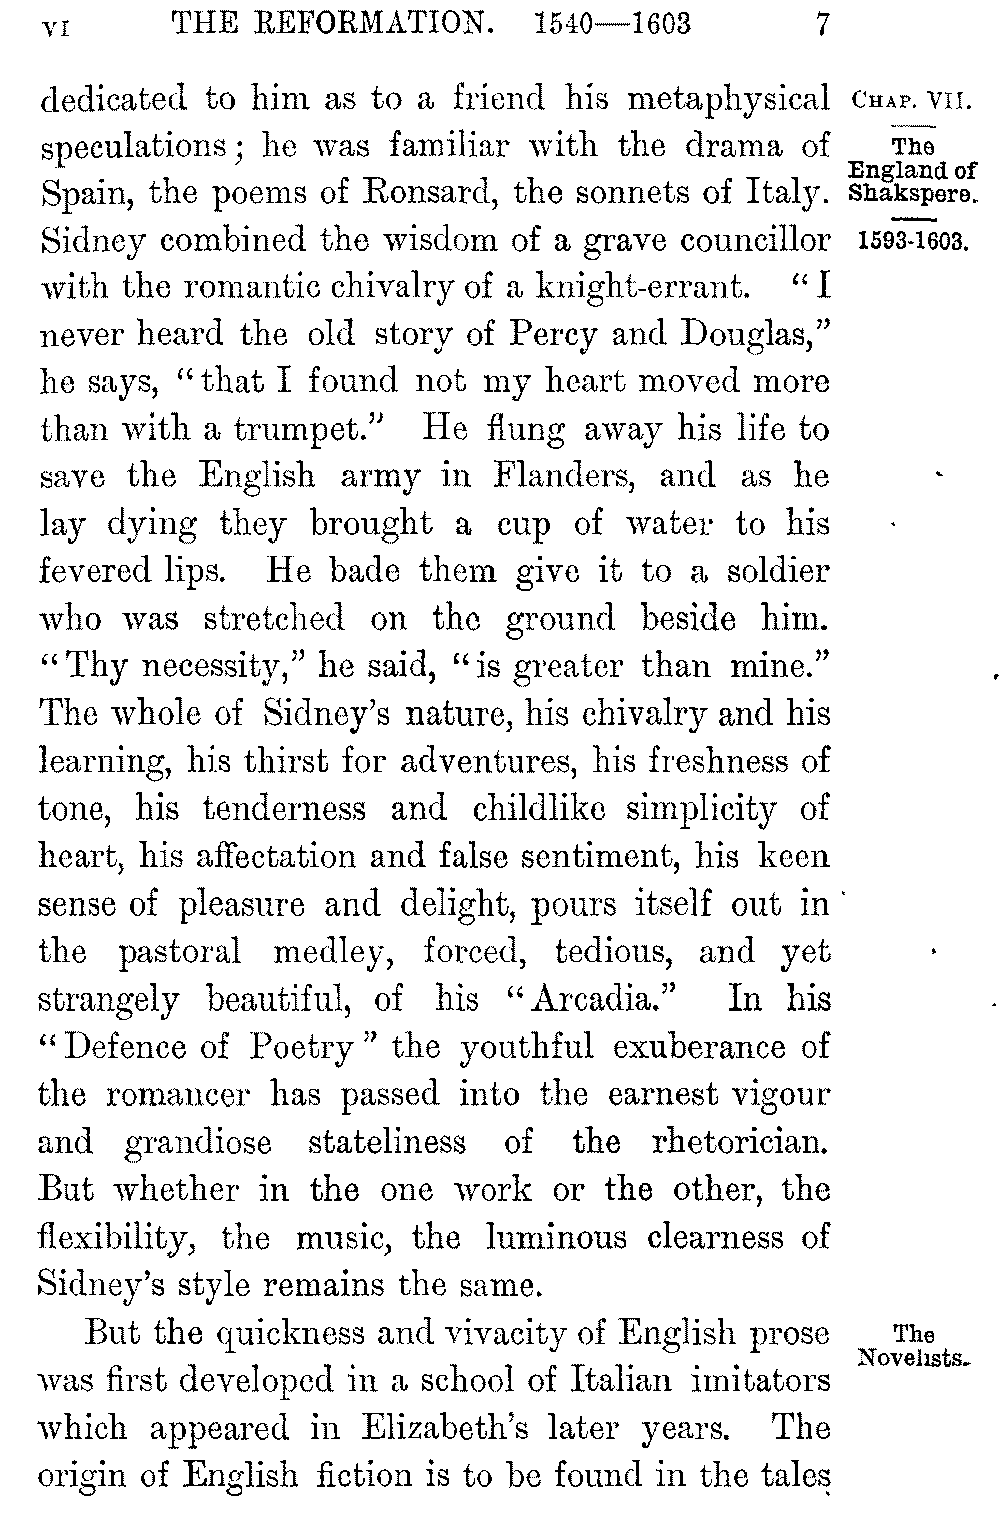 VI THE REFORMATION. 1540—1603 7
dedicated to him as to a friend his metaphysical
speculations; he was familiar with the drama of
Spain, the poems of Ronsard, the sonnets of Italy.
Sidney combined the wisdom of a grave councillor
with the romantic chivalry of a knight-errant. "I
never heard the old story of Percy and Douglas,"
he says, "that I found not my heart moved more
than with a trumpet." He flung away his life to
save the English army in Flanders, and as he
lay dying they brought a cup of water to his
fevered lips. He bade them give it to a soldier
who was stretched on the ground beside him.
"Thy necessity," he said, "is greater than mine."
The whole of Sidney's nature, his chivalry and his
learning, his thirst for adventures, his freshness of
tone, his tenderness and childlike simplicity of
heart, his affectation and false sentiment, his keen
sense of pleasure and delight, pours itself out in
the pastoral medley, forced, tedious, and yet
strangely beautiful, of his "Arcadia." In his
"Defence of Poetry" the youthful exuberance of
the romancer has passed into the earnest vigour
and grandiose stateliness of the rhetorician.
But whether in the one work or the other, the
flexibility, the music, the luminous clearness of
Sidney's style remains the same.
But the quickness and vivacity of English prose
was first developed in a school of Italian imitators
which appeared in Elizabeth's later years. The
origin of English fiction is to be found in the tales
CHAP. VII.
The
England of
Shakspere.
1593-1603.
The
Novelists.